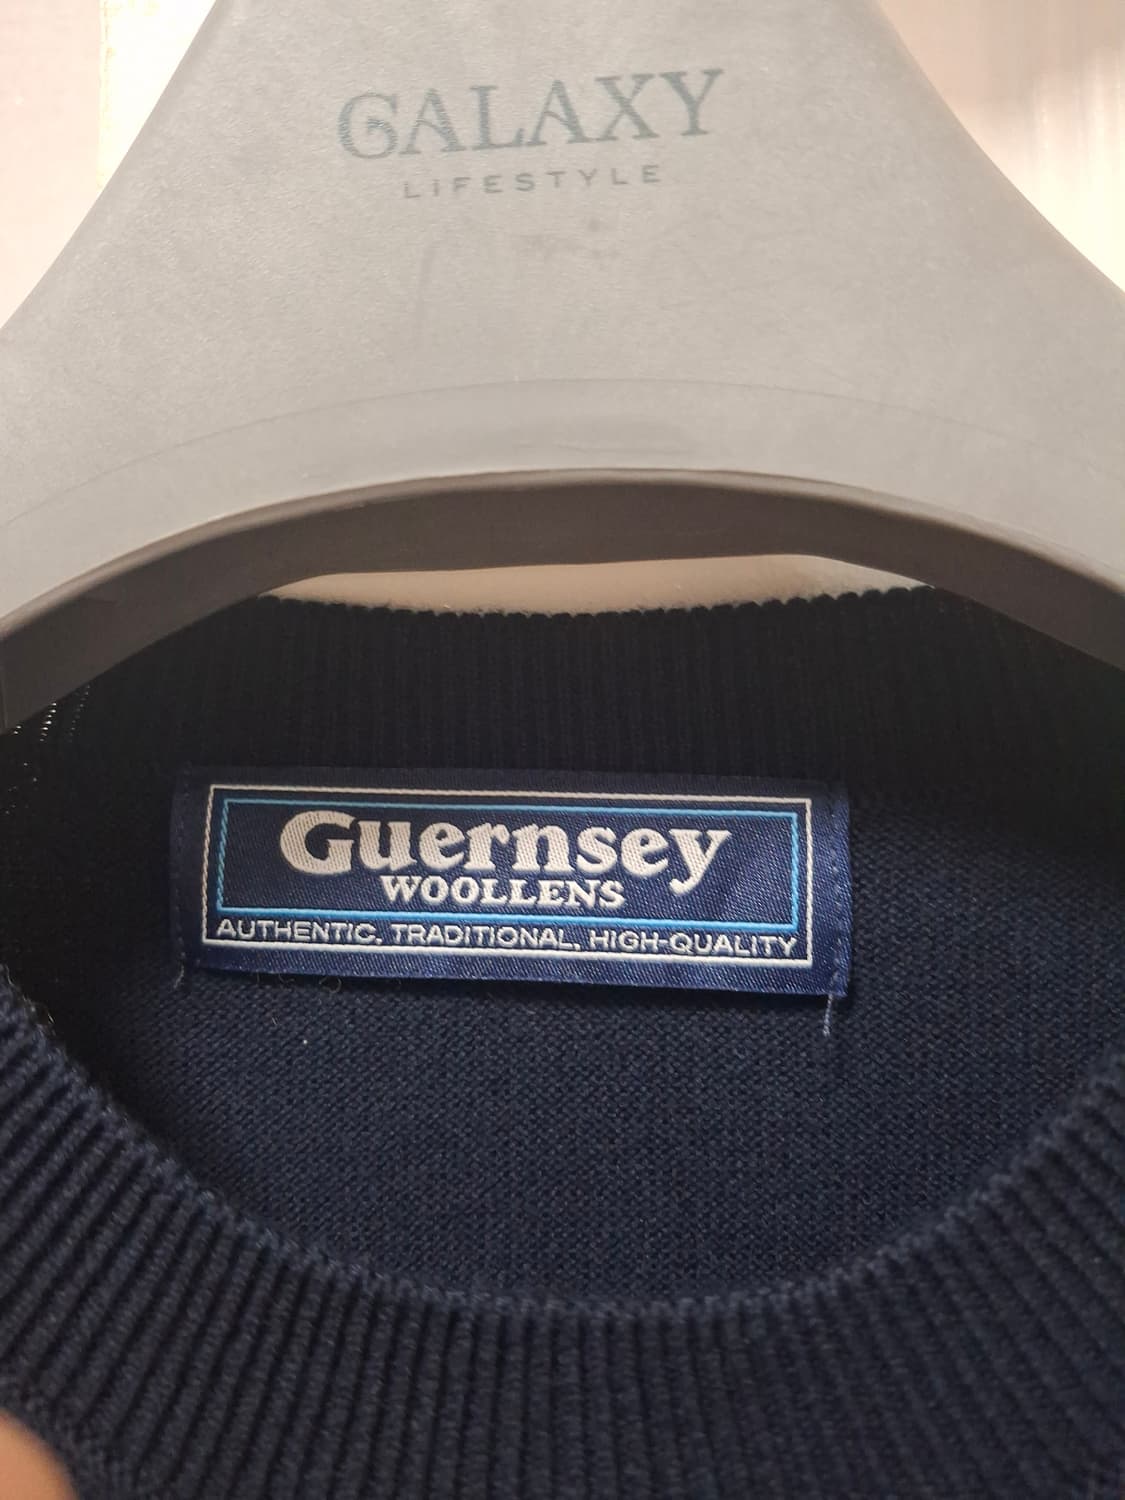 GALAXY
LIFESTYLE
Guernsey
WOOLLENS
AUTHENTIC, TRADITIONAL, HIGH-QUALITY